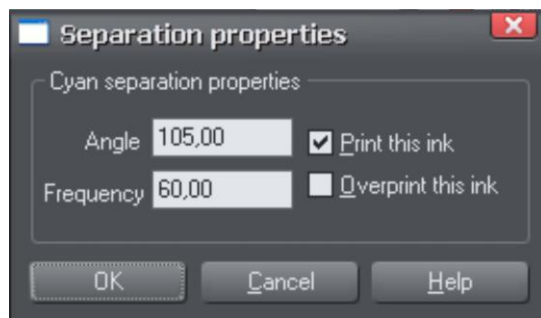 Separation properties
Cyan separation properties
Angle 105,00 Print this ink
Frequency 60,00 Overprint this ink
OK Cancel Help